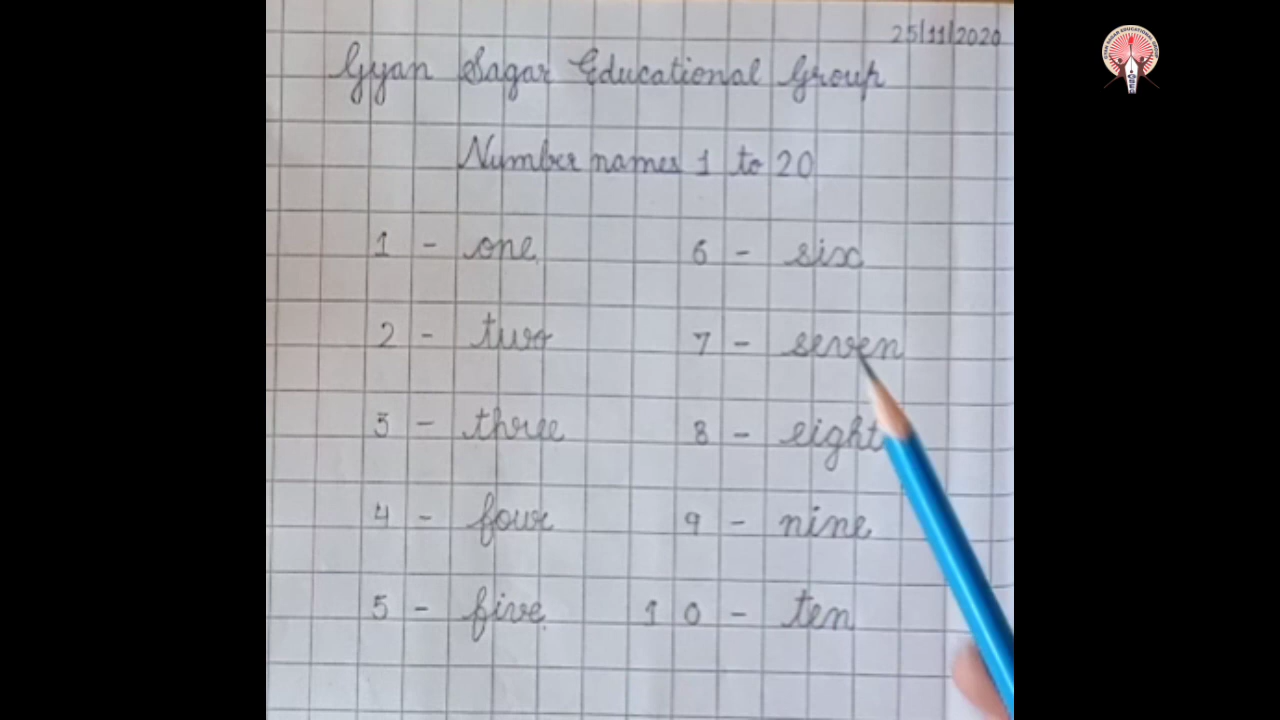 25/11/2020
Gyan Sagar Educational Group
Number names 1 to 20
1 - one
6 - six
2 - two
7 - seven
3 - three
8 - eight
4 - four
9 - nine
5 - five
10 - ten